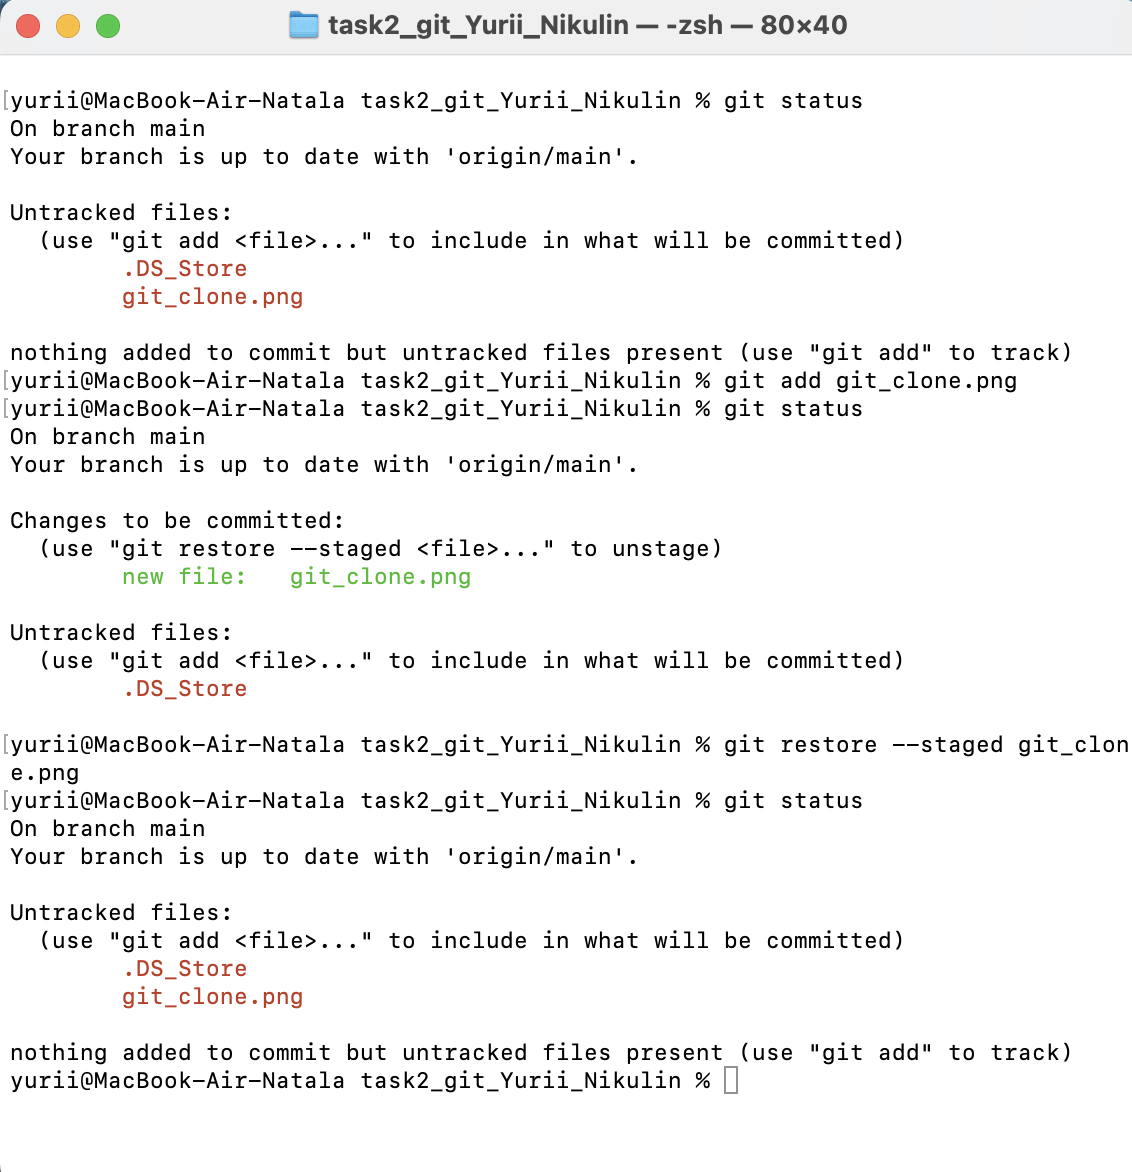 task2_git_Yurii_Nikulin — -zsh — 80×40
[yurii@MacBook-Air-Natala task2_git_Yurii_Nikulin % git status
On branch main
Your branch is up to date with 'origin/main'.
Untracked files:
  (use "git add <file>..." to include in what will be committed)
        .DS_Store
        git_clone.png
nothing added to commit but untracked files present (use "git add" to track)
[yurii@MacBook-Air-Natala task2_git_Yurii_Nikulin % git add git_clone.png
[yurii@MacBook-Air-Natala task2_git_Yurii_Nikulin % git status
On branch main
Your branch is up to date with 'origin/main'.
Changes to be committed:
  (use "git restore --staged <file>..." to unstage)
        new file:   git_clone.png
Untracked files:
  (use "git add <file>..." to include in what will be committed)
        .DS_Store
[yurii@MacBook-Air-Natala task2_git_Yurii_Nikulin % git restore --staged git_clon
e.png
[yurii@MacBook-Air-Natala task2_git_Yurii_Nikulin % git status
On branch main
Your branch is up to date with 'origin/main'.
Untracked files:
  (use "git add <file>..." to include in what will be committed)
        .DS_Store
        git_clone.png
nothing added to commit but untracked files present (use "git add" to track)
yurii@MacBook-Air-Natala task2_git_Yurii_Nikulin %